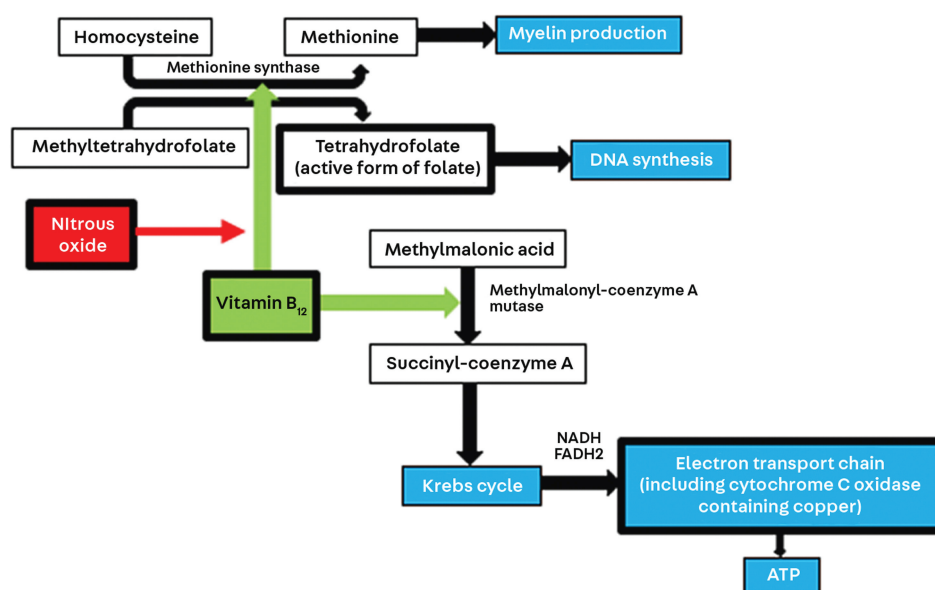 Homocysteine
Methionine
Myelin production
Methionine synthase
Methyltetrahydrofolate
Tetrahydrofolate
(active form of folate)
DNA synthesis
NItrous
oxide
Methylmalonic acid
Vitamin B12
Methylmalonyl-coenzyme A
mutase
Succinyl-coenzyme A
NADH
FADH2
Krebs cycle
Electron transport chain
(including cytochrome C oxidase
containing copper)
ATP